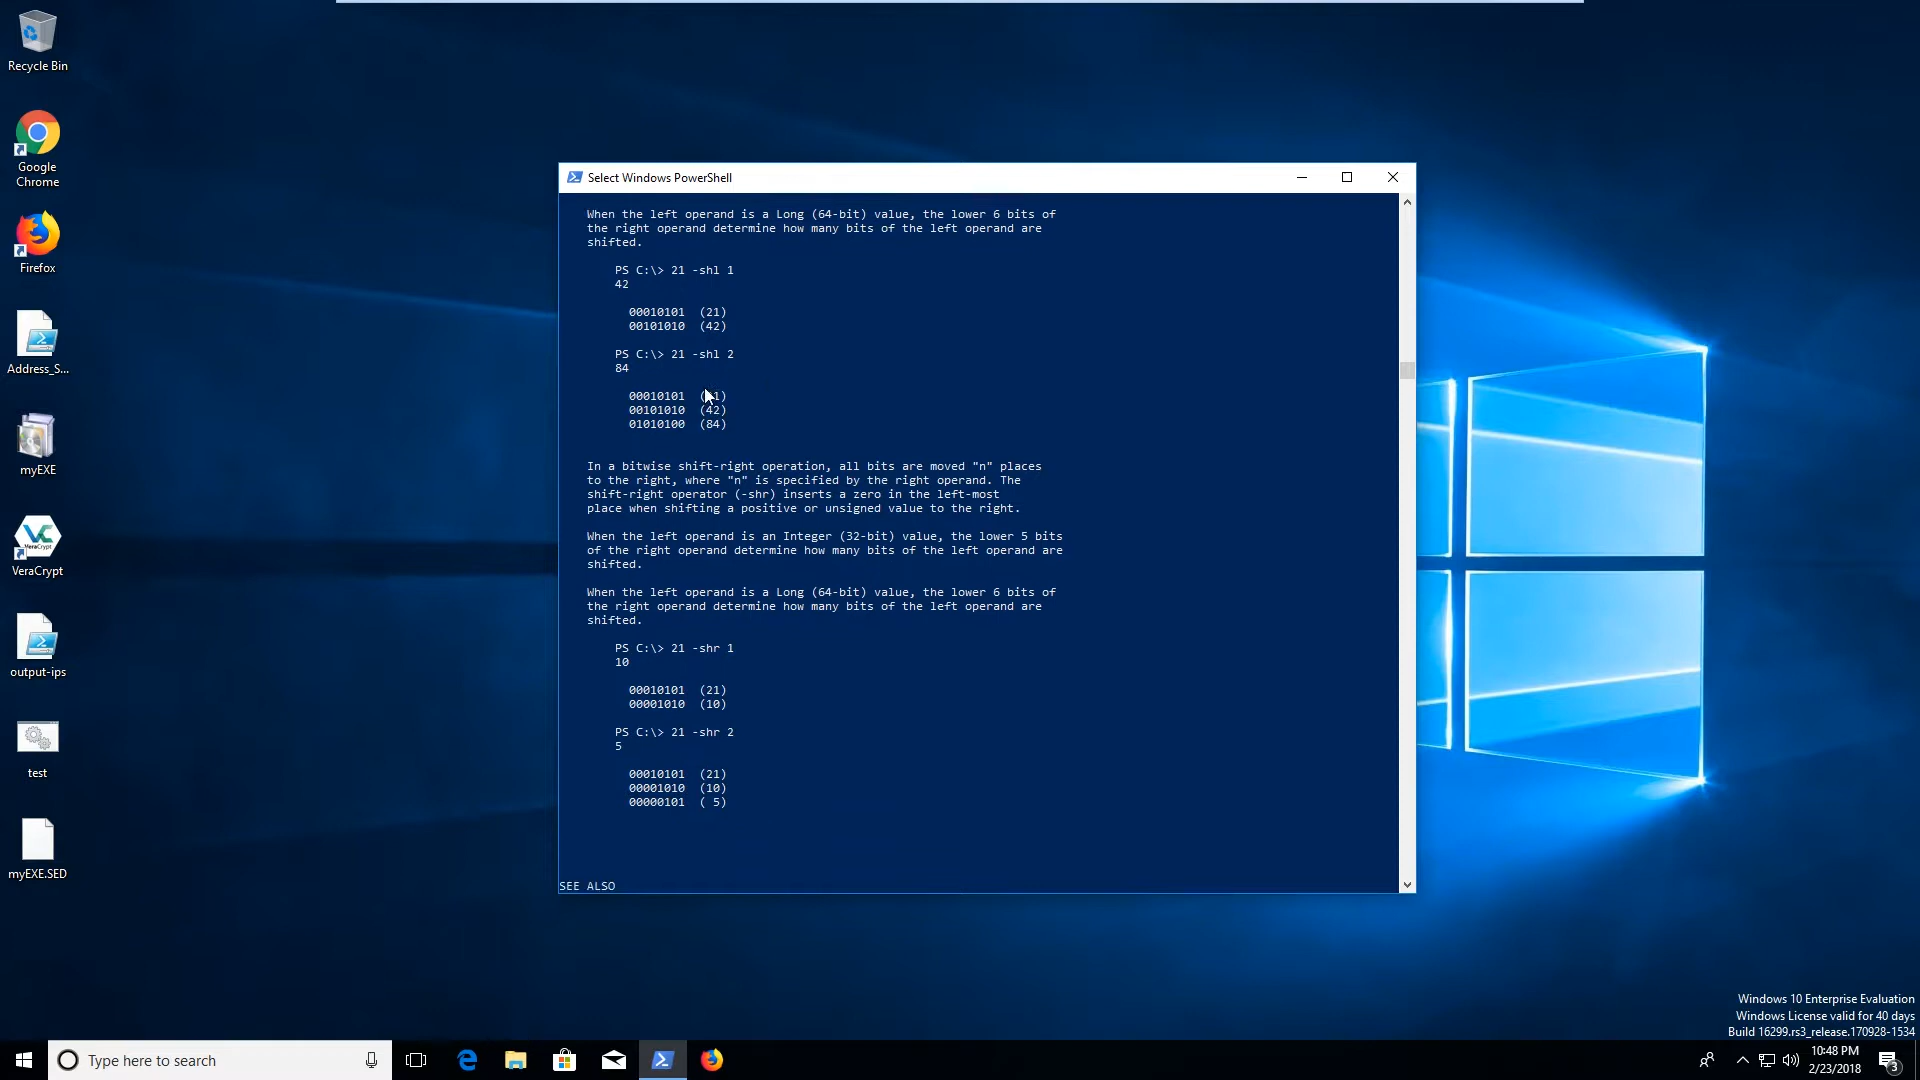 Recycle Bin
Google
Chrome
Firefox
Address_S...
myEXE
VeraCrypt
VeraCrypt
output-ips
test
myEXE.SED
Select Windows PowerShell
When the left operand is a Long (64-bit) value, the lower 6 bits of
the right operand determine how many bits of the left operand are
shifted.
PS C:\> 21 -shl 1
42
00010101  (21)
00101010  (42)
PS C:\> 21 -shl 2
84
00010101
00101010  (42)
01010100  (84)
In a bitwise shift-right operation, all bits are moved "n" places
to the right, where "n" is specified by the right operand. The
shift-right operator (-shr) inserts a zero in the left-most
place when shifting a positive or unsigned value to the right.
When the left operand is an Integer (32-bit) value, the lower 5 bits
of the right operand determine how many bits of the left operand are
shifted.
When the left operand is a Long (64-bit) value, the lower 6 bits of
the right operand determine how many bits of the left operand are
shifted.
PS C:\> 21 -shr 1
10
00010101  (21)
00001010  (10)
PS C:\> 21 -shr 2
5
00010101  (21)
00001010  (10)
00000101  ( 5)
SEE ALSO
Windows 10 Enterprise Evaluation
Windows License valid for 40 days
Build 16299.rs3_release.170928-1534
Type here to search
10:48 PM
2/23/2018
3